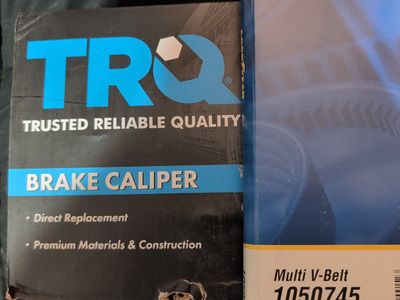 TRQ®
TRUSTED RELIABLE QUALITY
BRAKE CALIPER
• Direct Replacement
• Premium Materials & Construction
Multi V-Belt
1050745